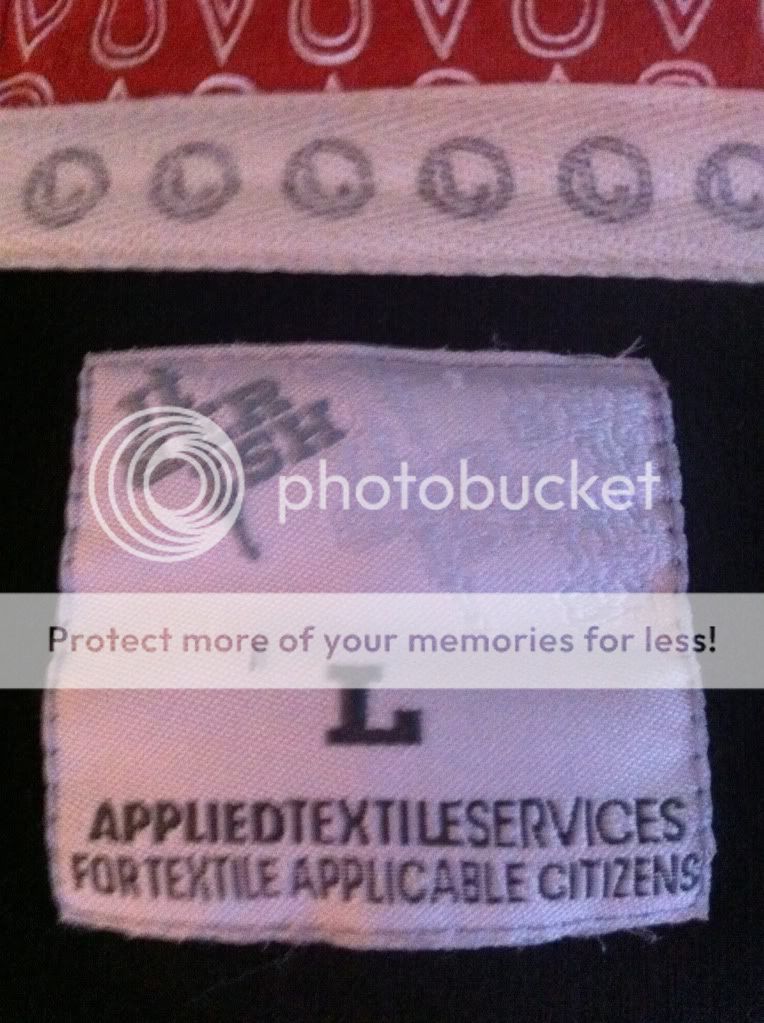 L L L L L L
photobucket
Protect more of your memories for less!
L
APPLIEDTEXTILESERVICES
FORTEXTILE APPLICABLE CITIZENS